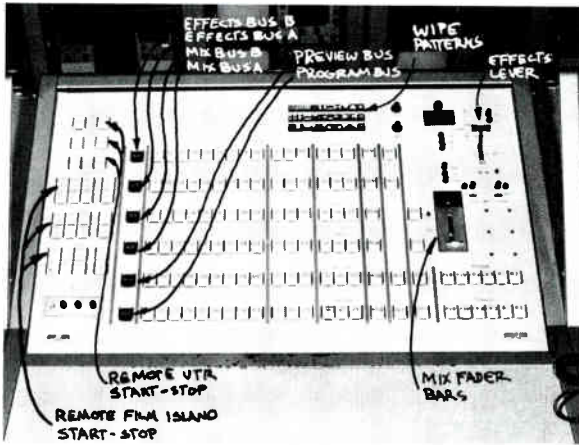 EFFECTS BUS B
EFFECTS BUS A
MIX BUS B
MIX BUS A
PREVIEW BUS
PROGRAM BUS
WIPE
PATTERNS
EFFECTS
LEVER
REMOTE VTR
START-STOP
REMOTE FILM ISLAND
START-STOP
MIX FADER
BARS